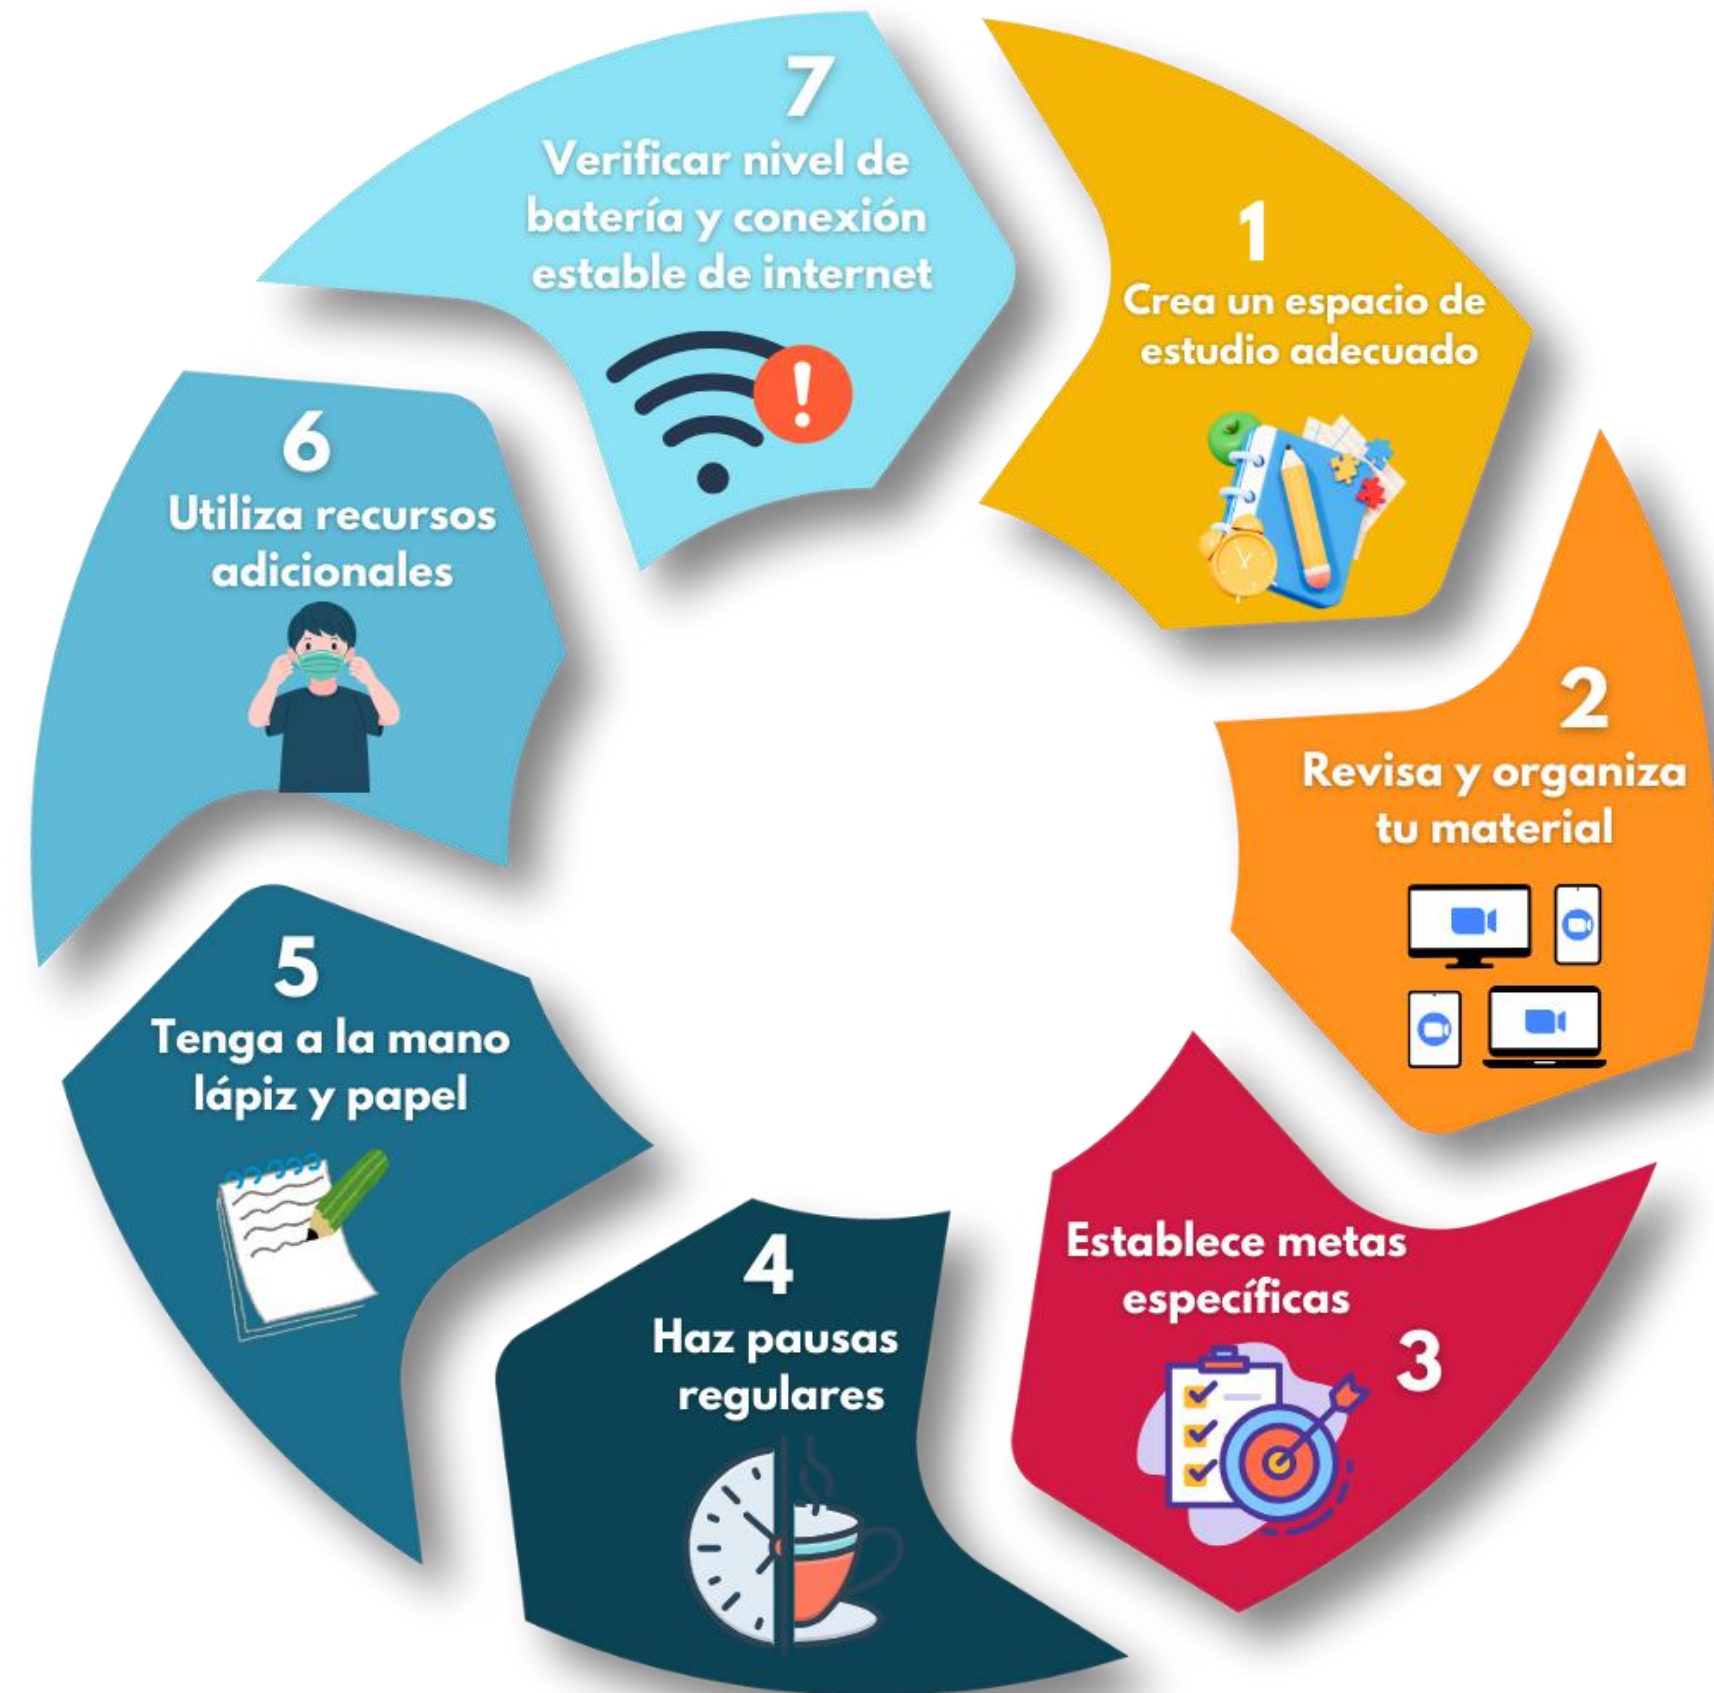 1
Crea un espacio de
estudio adecuado
2
Revisa y organiza
tu material
Establece metas
específicas
3
4
Haz pausas
regulares
5
Tenga a la mano
lápiz y papel
6
Utiliza recursos
adicionales
7
Verificar nivel de
batería y conexión
estable de internet